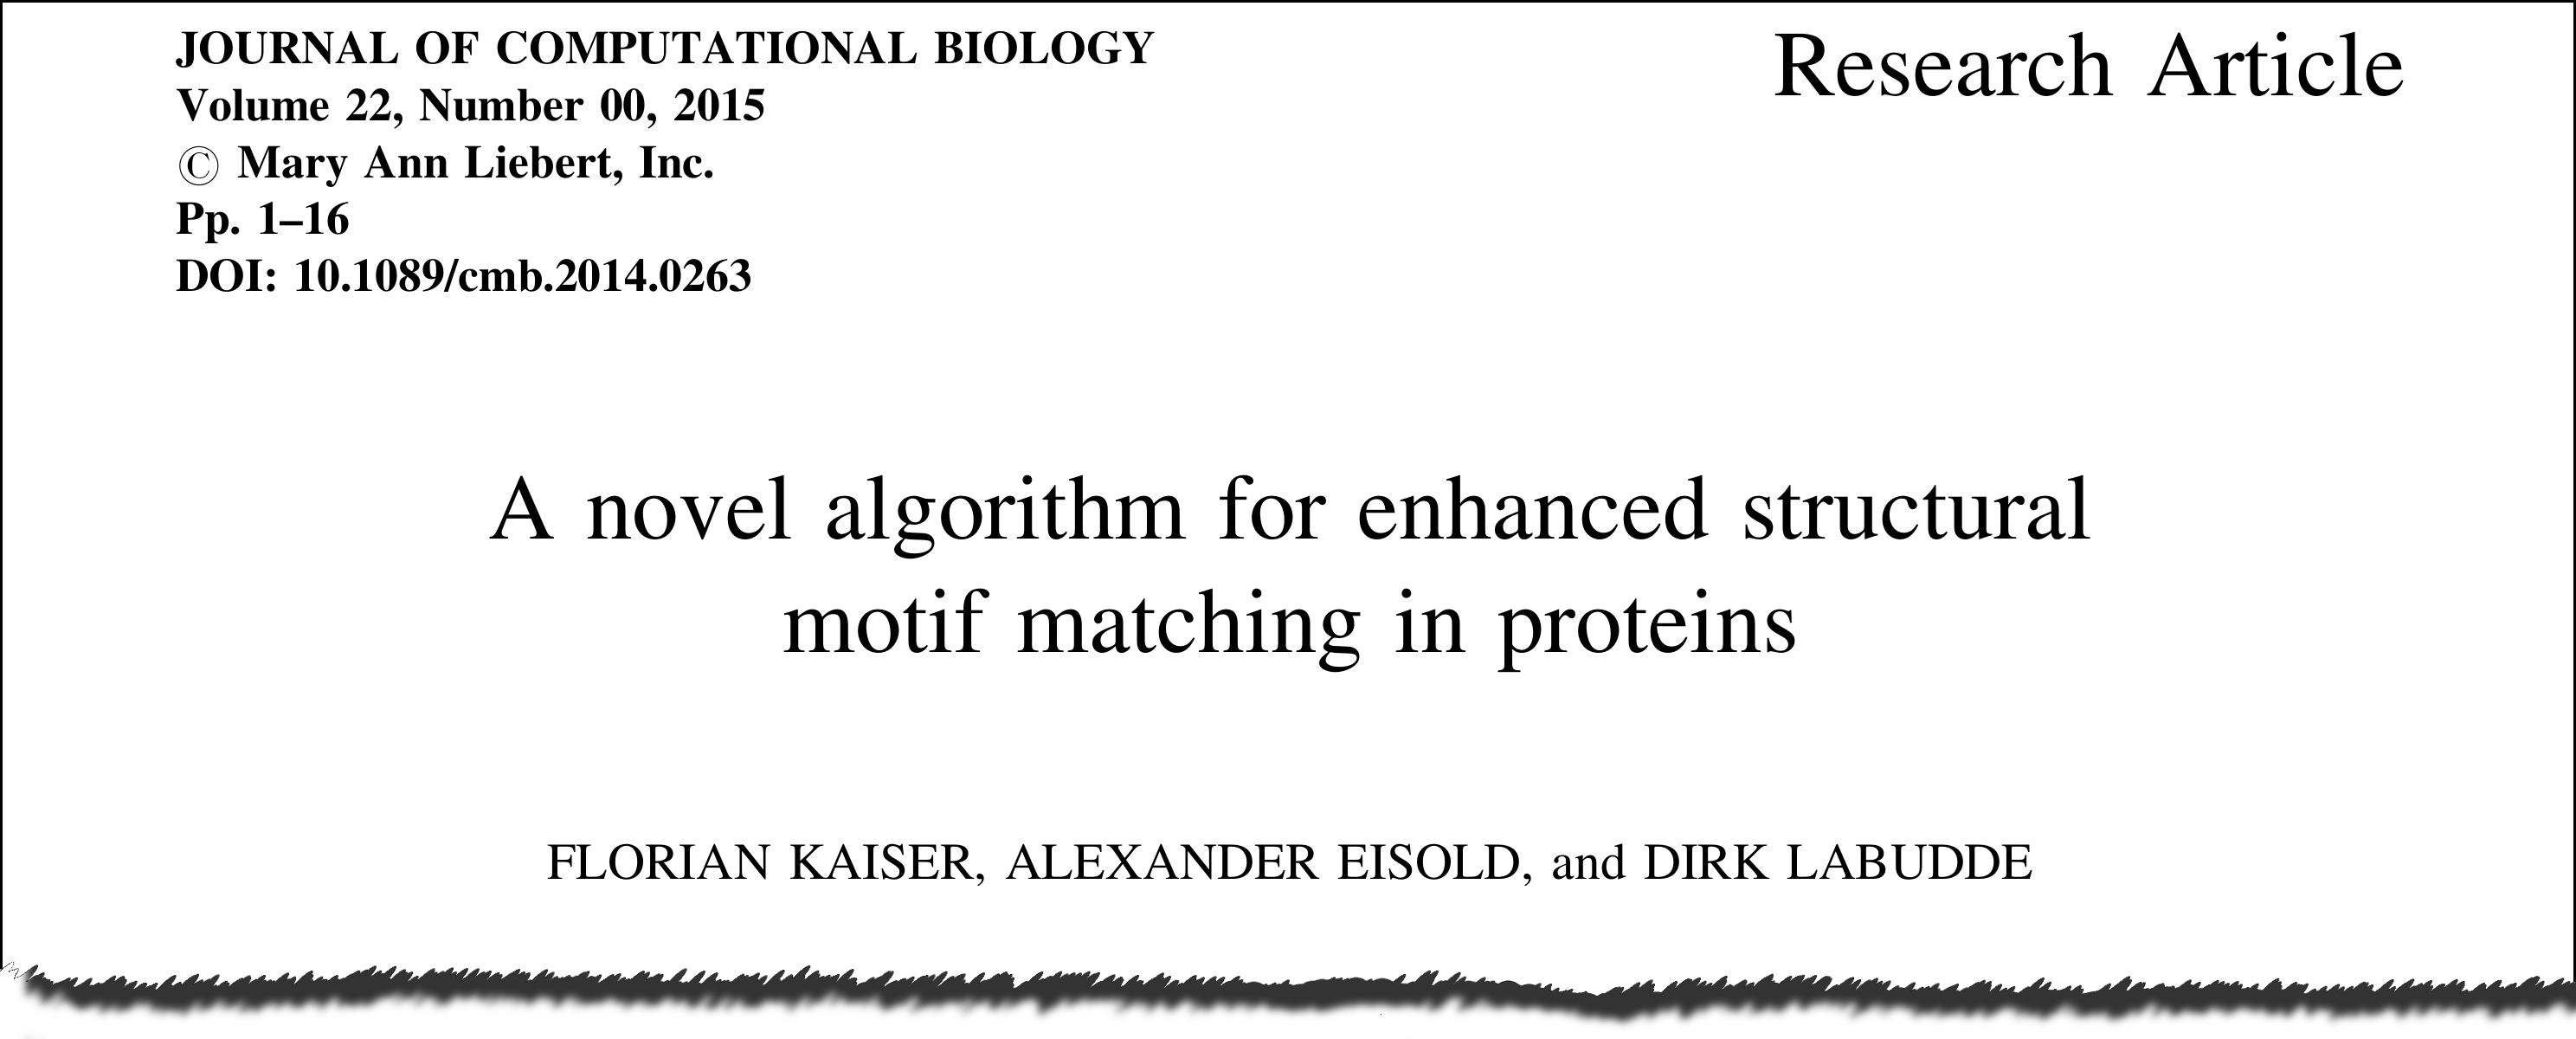 JOURNAL OF COMPUTATIONAL BIOLOGY
Volume 22, Number 00, 2015
© Mary Ann Liebert, Inc.
Pp. 1–16
DOI: 10.1089/cmb.2014.0263
Research Article
A novel algorithm for enhanced structural
motif matching in proteins
FLORIAN KAISER, ALEXANDER EISOLD, and DIRK LABUDDE